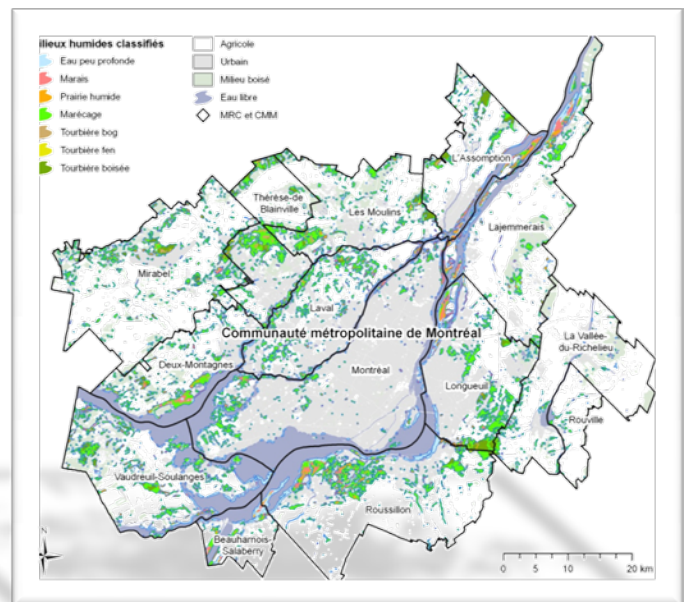 ilieux humides classifiés
Eau peu profonde
Marais
Prairie humide
Marécage
Tourbière bog
Tourbière fen
Tourbière boisée
Agricole
Urbain
Milieu boisé
Eau libre
MRC et CMM
L'Assomption
Thérèse-de
Blainville
Les Moulins
Lajemmerais
Mirabel
Laval
Communauté métropolitaine de Montréal
La Vallée
-du-Richelieu
Deux-Montagnes
Montréal
Longueuil
Rouville
Vaudreuil-Soulanges
Roussillon
Beauharnois-
Salaberry
N
0 5 10 20 km